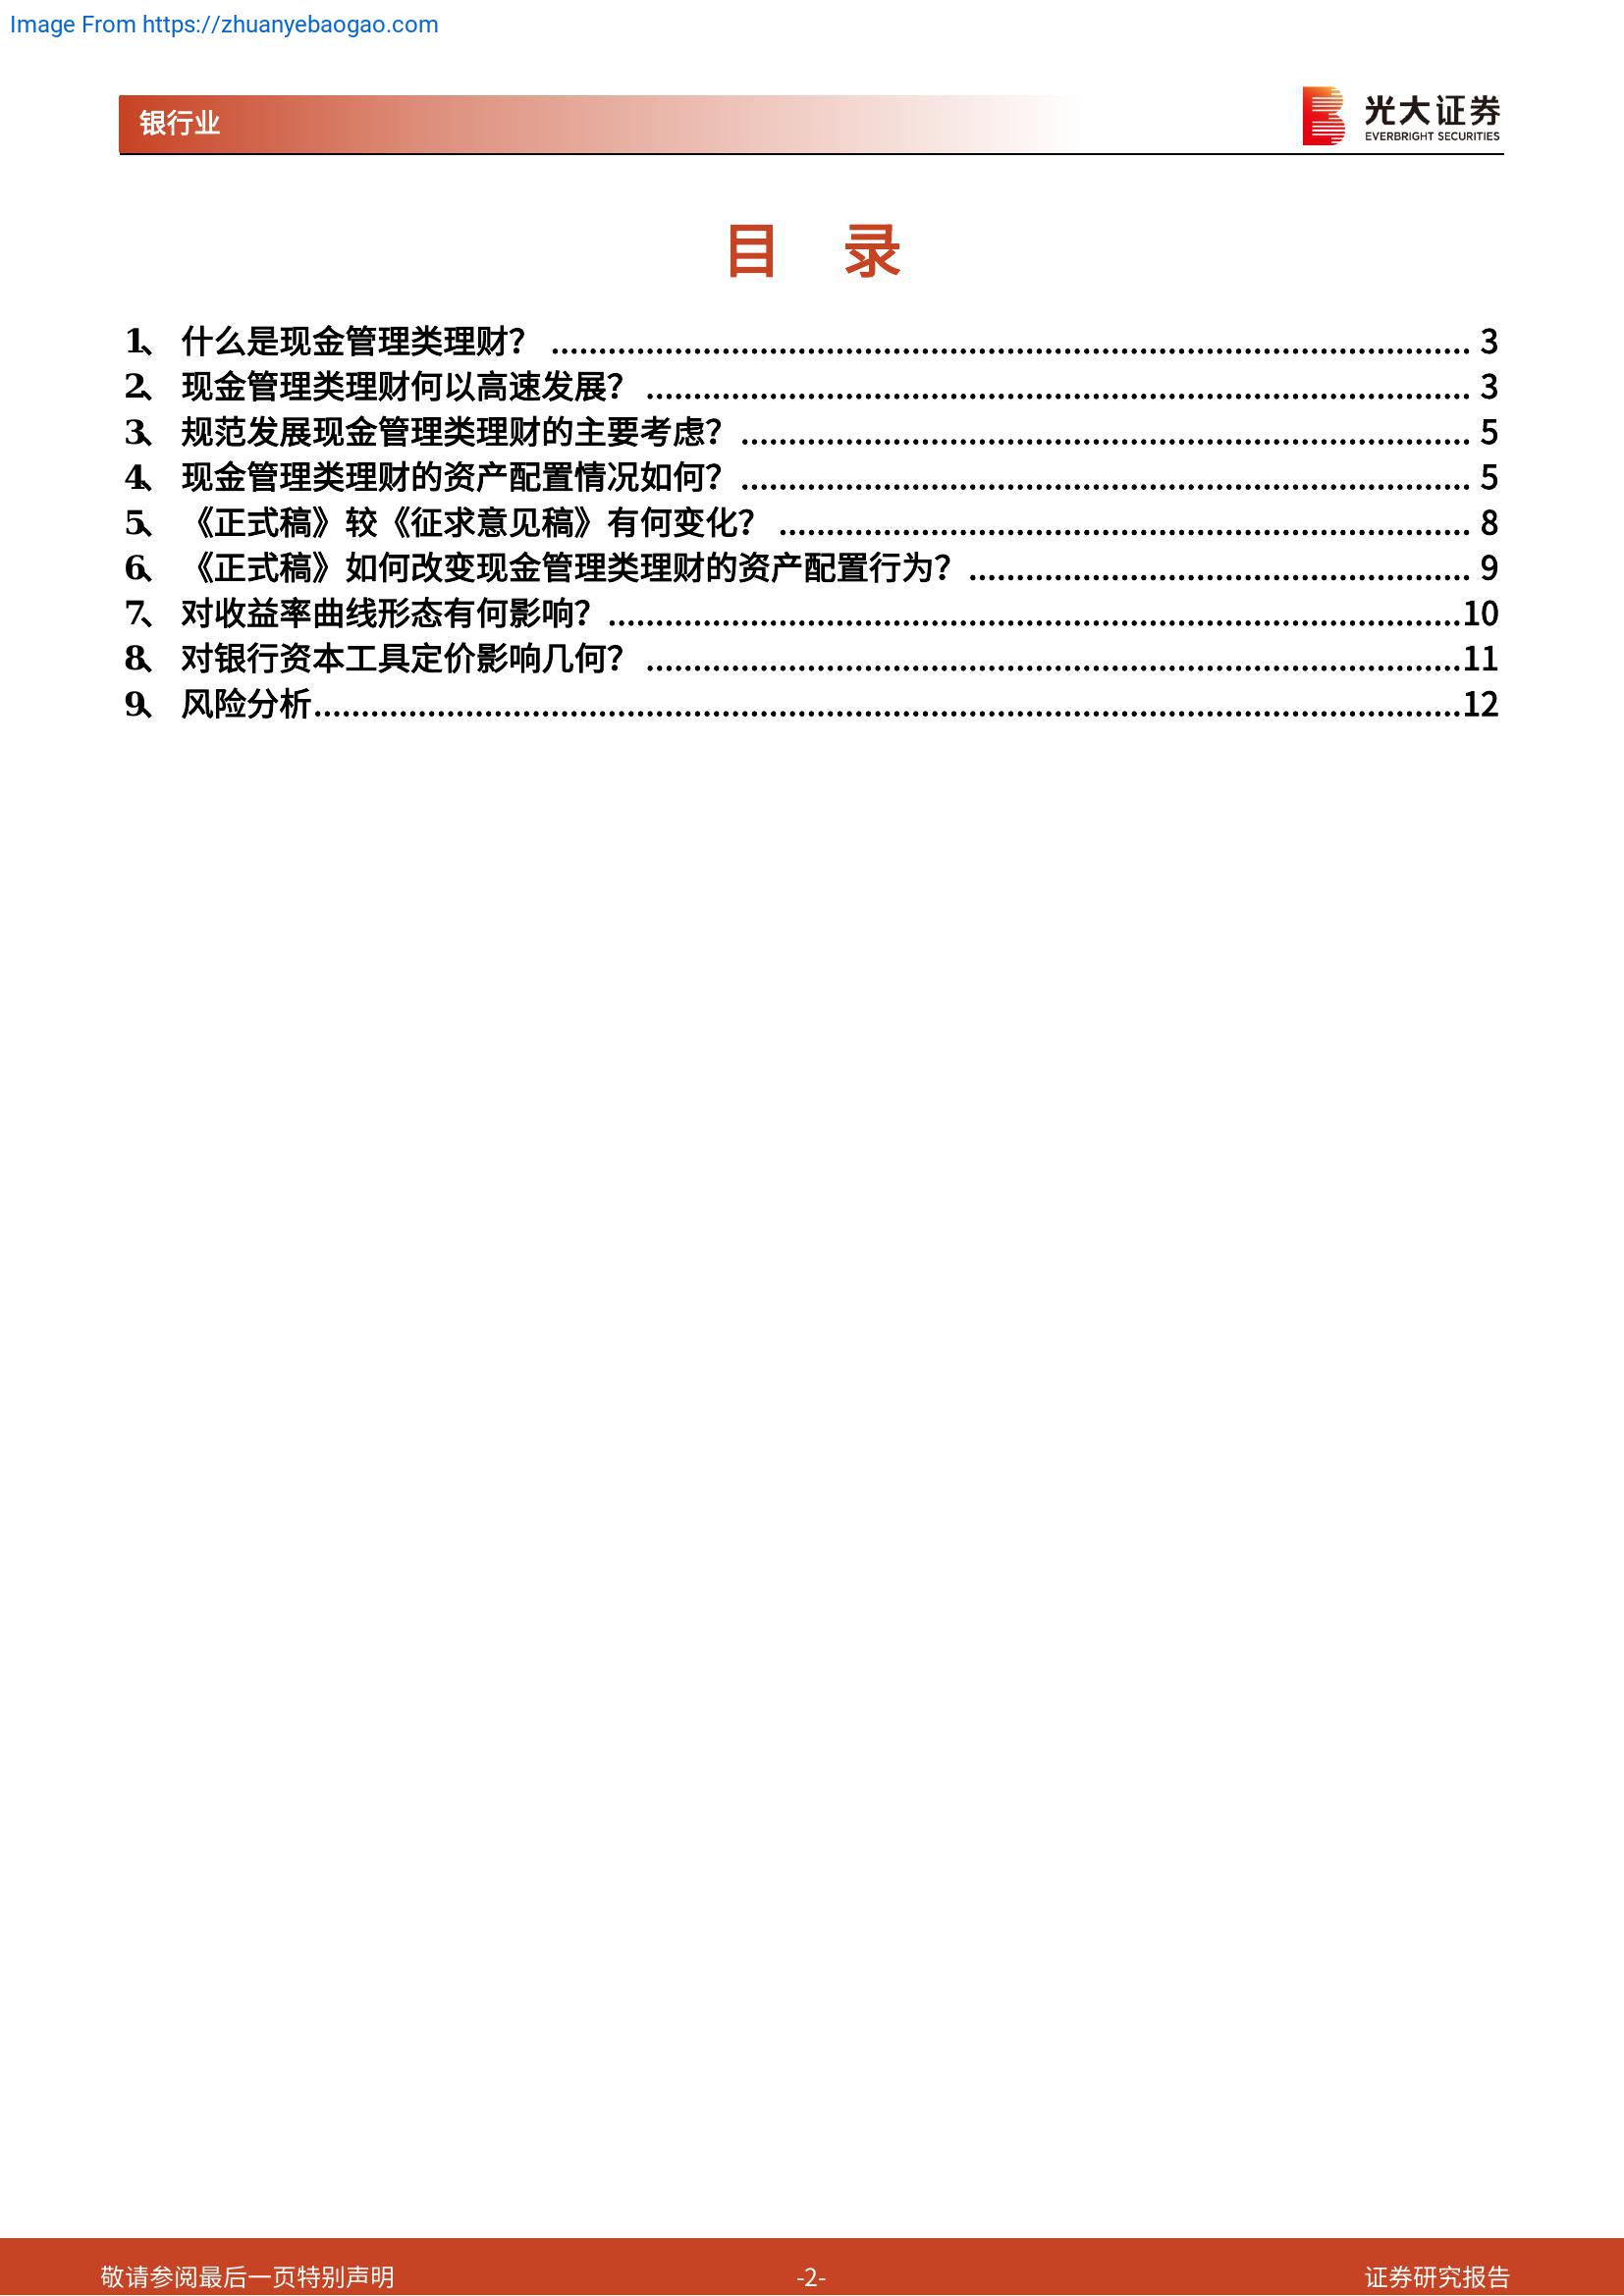 Image From https://zhuanyebaogao.com
银行业
光大证券
EVERBRIGHT SECURITIES
目 录
1、 什么是现金管理类理财？ ........................................ 3
2、 现金管理类理财何以高速发展？ ........................................ 3
3、 规范发展现金管理类理财的主要考虑？ ........................................ 5
4、 现金管理类理财的资产配置情况如何？ ........................................ 5
5、 《正式稿》较《征求意见稿》有何变化？ ........................................ 8
6、 《正式稿》如何改变现金管理类理财的资产配置行为？ ........................................ 9
7、 对收益率曲线形态有何影响？ ........................................ 10
8、 对银行资本工具定价影响几何？ ........................................ 11
9、 风险分析 ........................................ 12
敬请参阅最后一页特别声明 -2- 证券研究报告